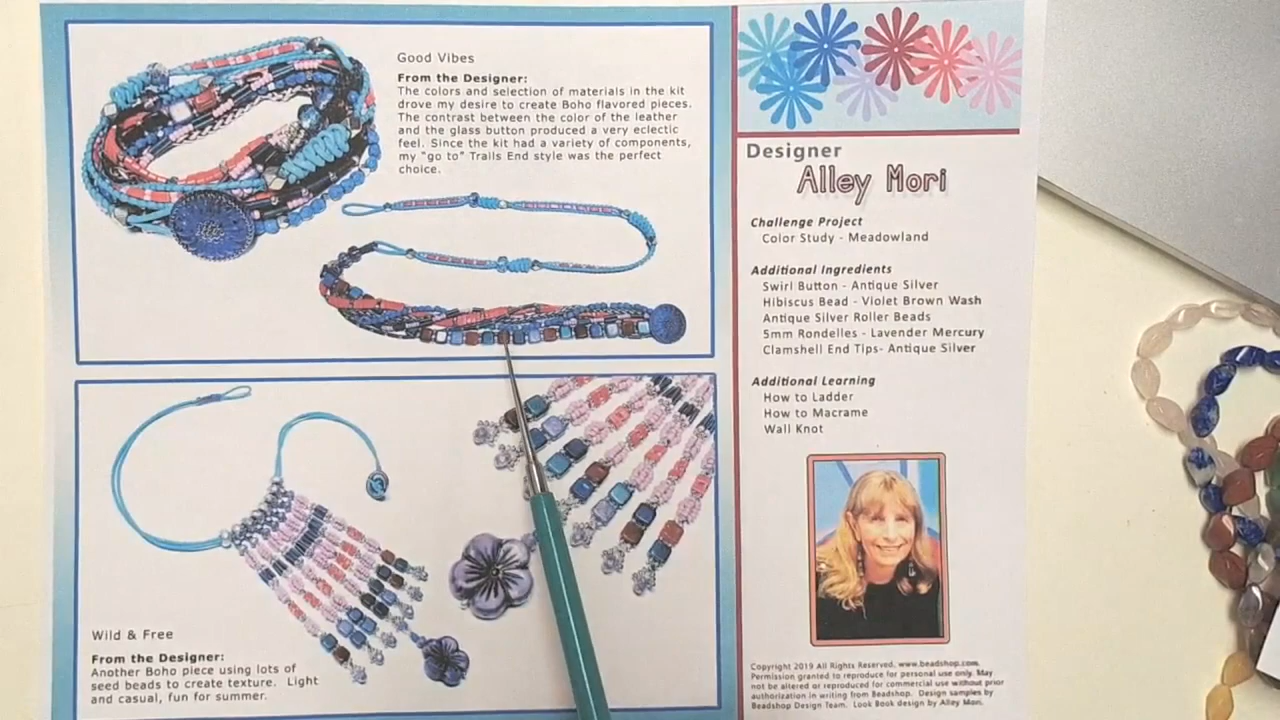 Good Vibes
From the Designer:
The colors and selection of materials in the kit
drove my desire to create Boho flavored pieces.
The contrast between the color of the leather
and the glass button produced a very eclectic
feel. Since the kit had a variety of components,
my "go to" Trails End style was the perfect
choice.
Wild & Free
From the Designer:
Another Boho piece using lots of
seed beads to create texture. Light
and casual, fun for summer.
Designer
Alley Mori
Challenge Project
Color Study - Meadowland
Additional Ingredients
Swirl Button - Antique Silver
Hibiscus Bead - Violet Brown Wash
Antique Silver Roller Beads
5mm Rondelles - Lavender Mercury
Clamshell End Tips- Antique Silver
Additional Learning
How to Ladder
How to Macrame
Wall Knot
Copyright 2019 All Rights Reserved, www.beadshop.com.
Permission granted to reproduce for personal use only. May
not be altered or reproduced for commercial use without prior
authorization in writing from Beadshop. Design samples by
Beadshop Design Team. Look Book design by Alley Mori.